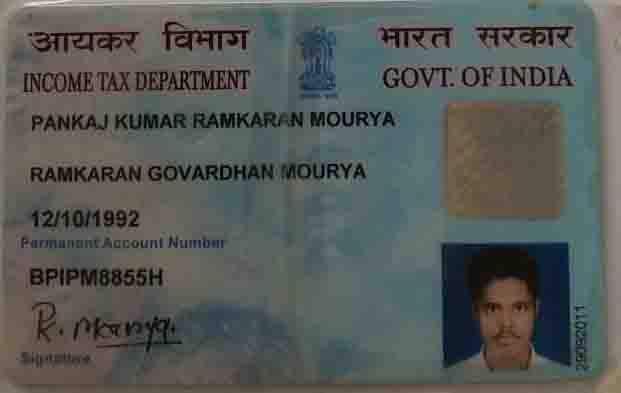 आयकर विभाग भारत सरकार
INCOME TAX DEPARTMENT GOVT. OF INDIA
PANKAJ KUMAR RAMKARAN MOURYA
RAMKARAN GOVARDHAN MOURYA
12/10/1992
Permanent Account Number
BPIPM8855H
Signature
29092011